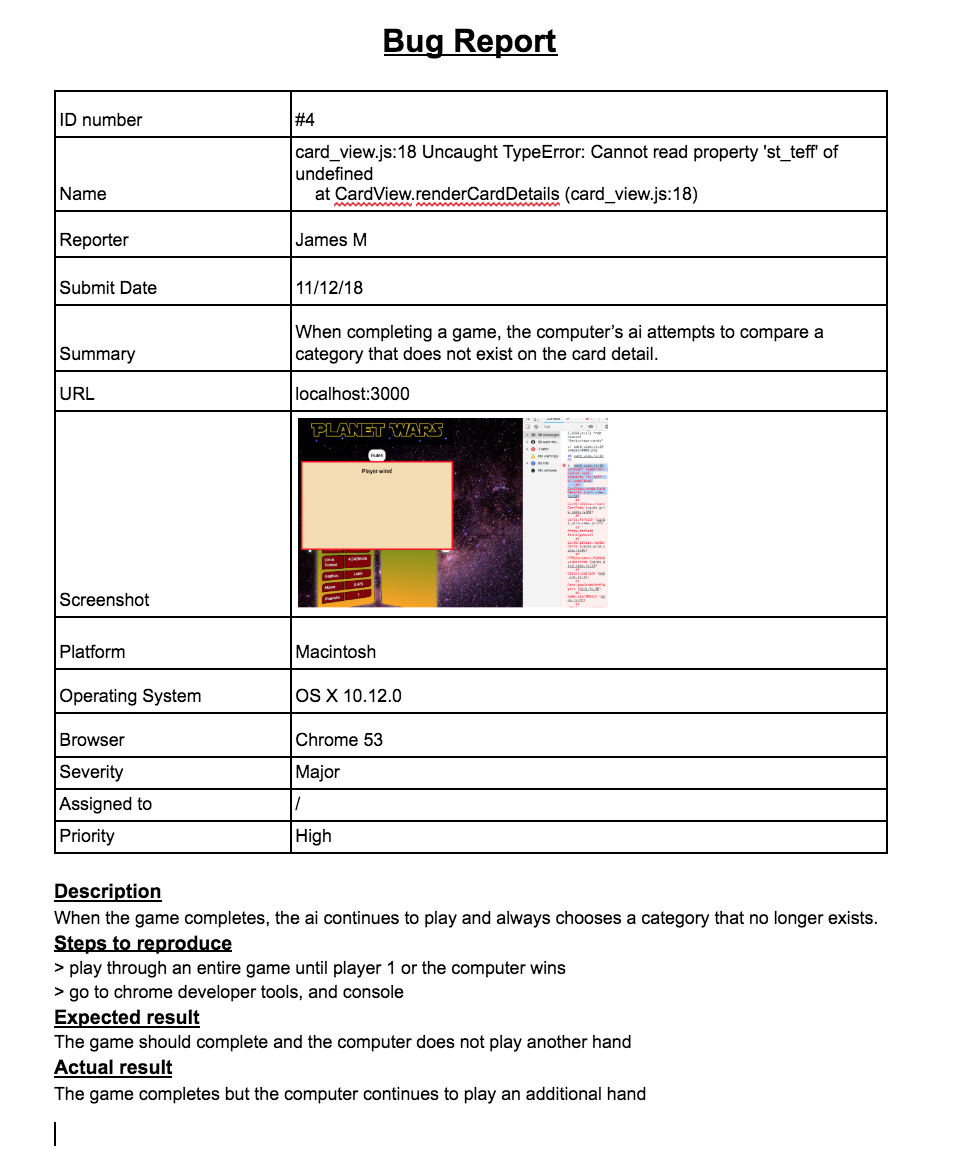 Bug Report
ID number
#4
Name
card_view.js:18 Uncaught TypeError: Cannot read property 'st_teff' of
undefined
at CardView.renderCardDetails (card_view.js:18)
Reporter
James M
Submit Date
11/12/18
Summary
When completing a game, the computer’s ai attempts to compare a
category that does not exist on the card detail.
URL
localhost:3000
Screenshot
PLANET WARS
Rules
Player wins!
Radius
Planets
Platform
Macintosh
Operating System
OS X 10.12.0
Browser
Chrome 53
Severity
Major
Assigned to
/
Priority
High
Description
When the game completes, the ai continues to play and always chooses a category that no longer exists.
Steps to reproduce
> play through an entire game until player 1 or the computer wins
> go to chrome developer tools, and console
Expected result
The game should complete and the computer does not play another hand
Actual result
The game completes but the computer continues to play an additional hand